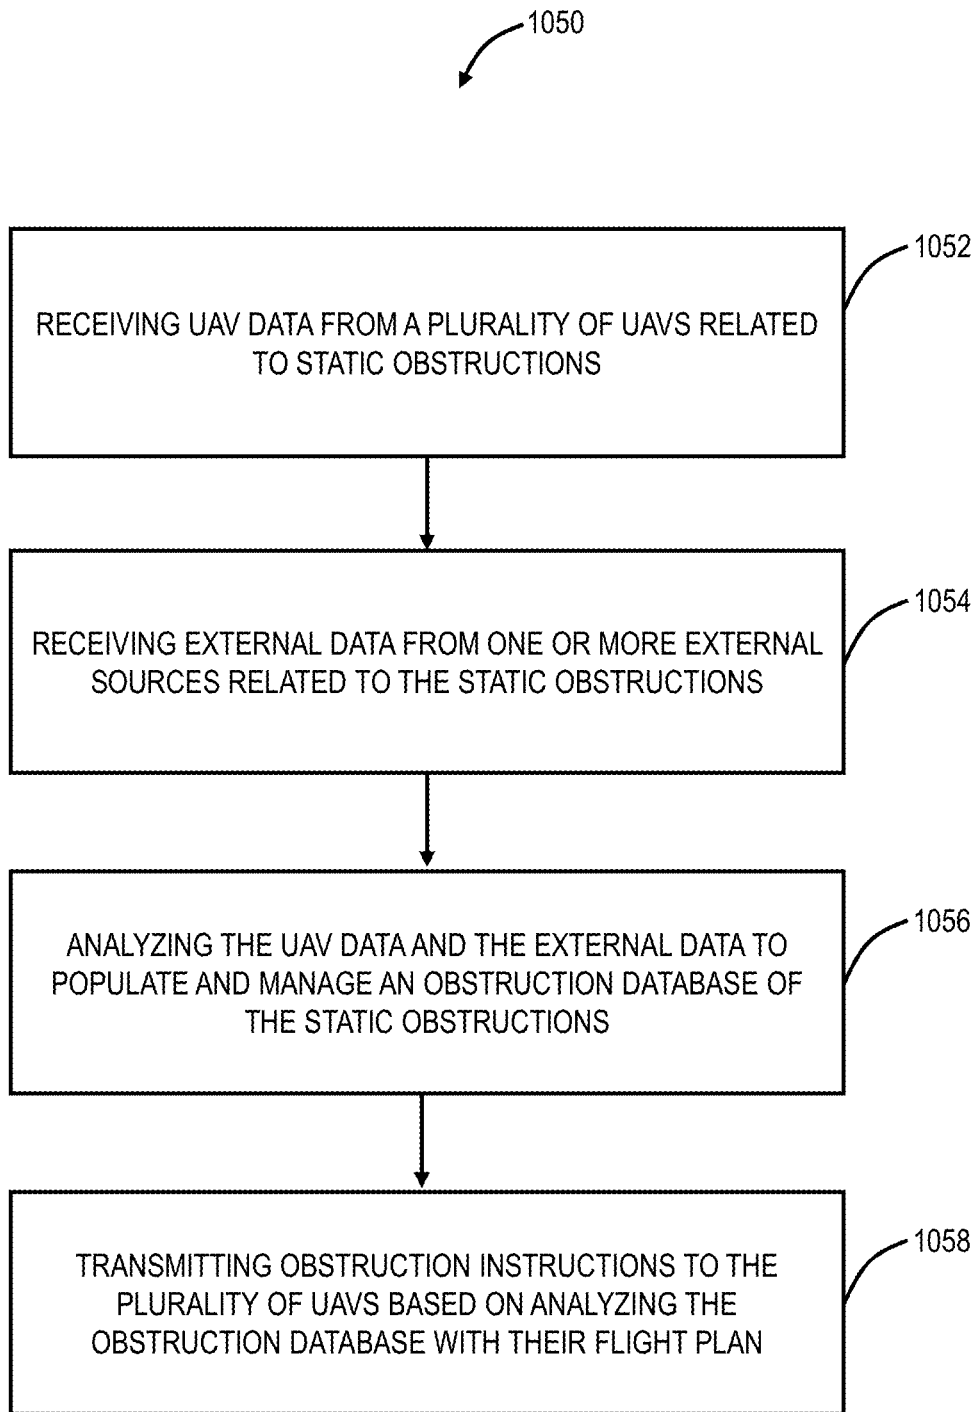 1050
1052
RECEIVING UAV DATA FROM A PLURALITY OF UAVS RELATED
TO STATIC OBSTRUCTIONS
1054
RECEIVING EXTERNAL DATA FROM ONE OR MORE EXTERNAL
SOURCES RELATED TO THE STATIC OBSTRUCTIONS
1056
ANALYZING THE UAV DATA AND THE EXTERNAL DATA TO
POPULATE AND MANAGE AN OBSTRUCTION DATABASE OF
THE STATIC OBSTRUCTIONS
1058
TRANSMITTING OBSTRUCTION INSTRUCTIONS TO THE
PLURALITY OF UAVS BASED ON ANALYZING THE
OBSTRUCTION DATABASE WITH THEIR FLIGHT PLAN